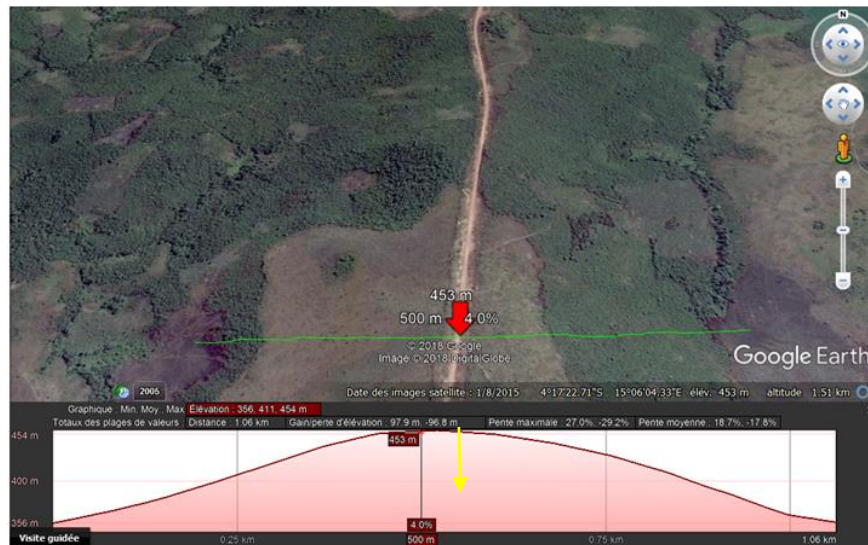 N
453 m
500 m 4.0%
© 2018 Google
Image © 2018 DigitalGlobe
Google Earth
2005
Date des images satellite : 1/8/2015 4°17'22.71"S 15°06'04.33"E élév. 453 m altitude 1.51 km
Graphique : Min, Moy., Max Élévation : 356, 411, 454 m
Totaux des plages de valeurs : Distance : 1.06 km Gain/perte d'élévation : 97.9 m, -96.8 m Pente maximale : 27.0%, -29.2% Pente moyenne : 18.7%, -17.8%
454 m
453 m
400 m
356 m
4.0%
Visite guidée 0.25 km 500 m 0.75 km 1.06 km